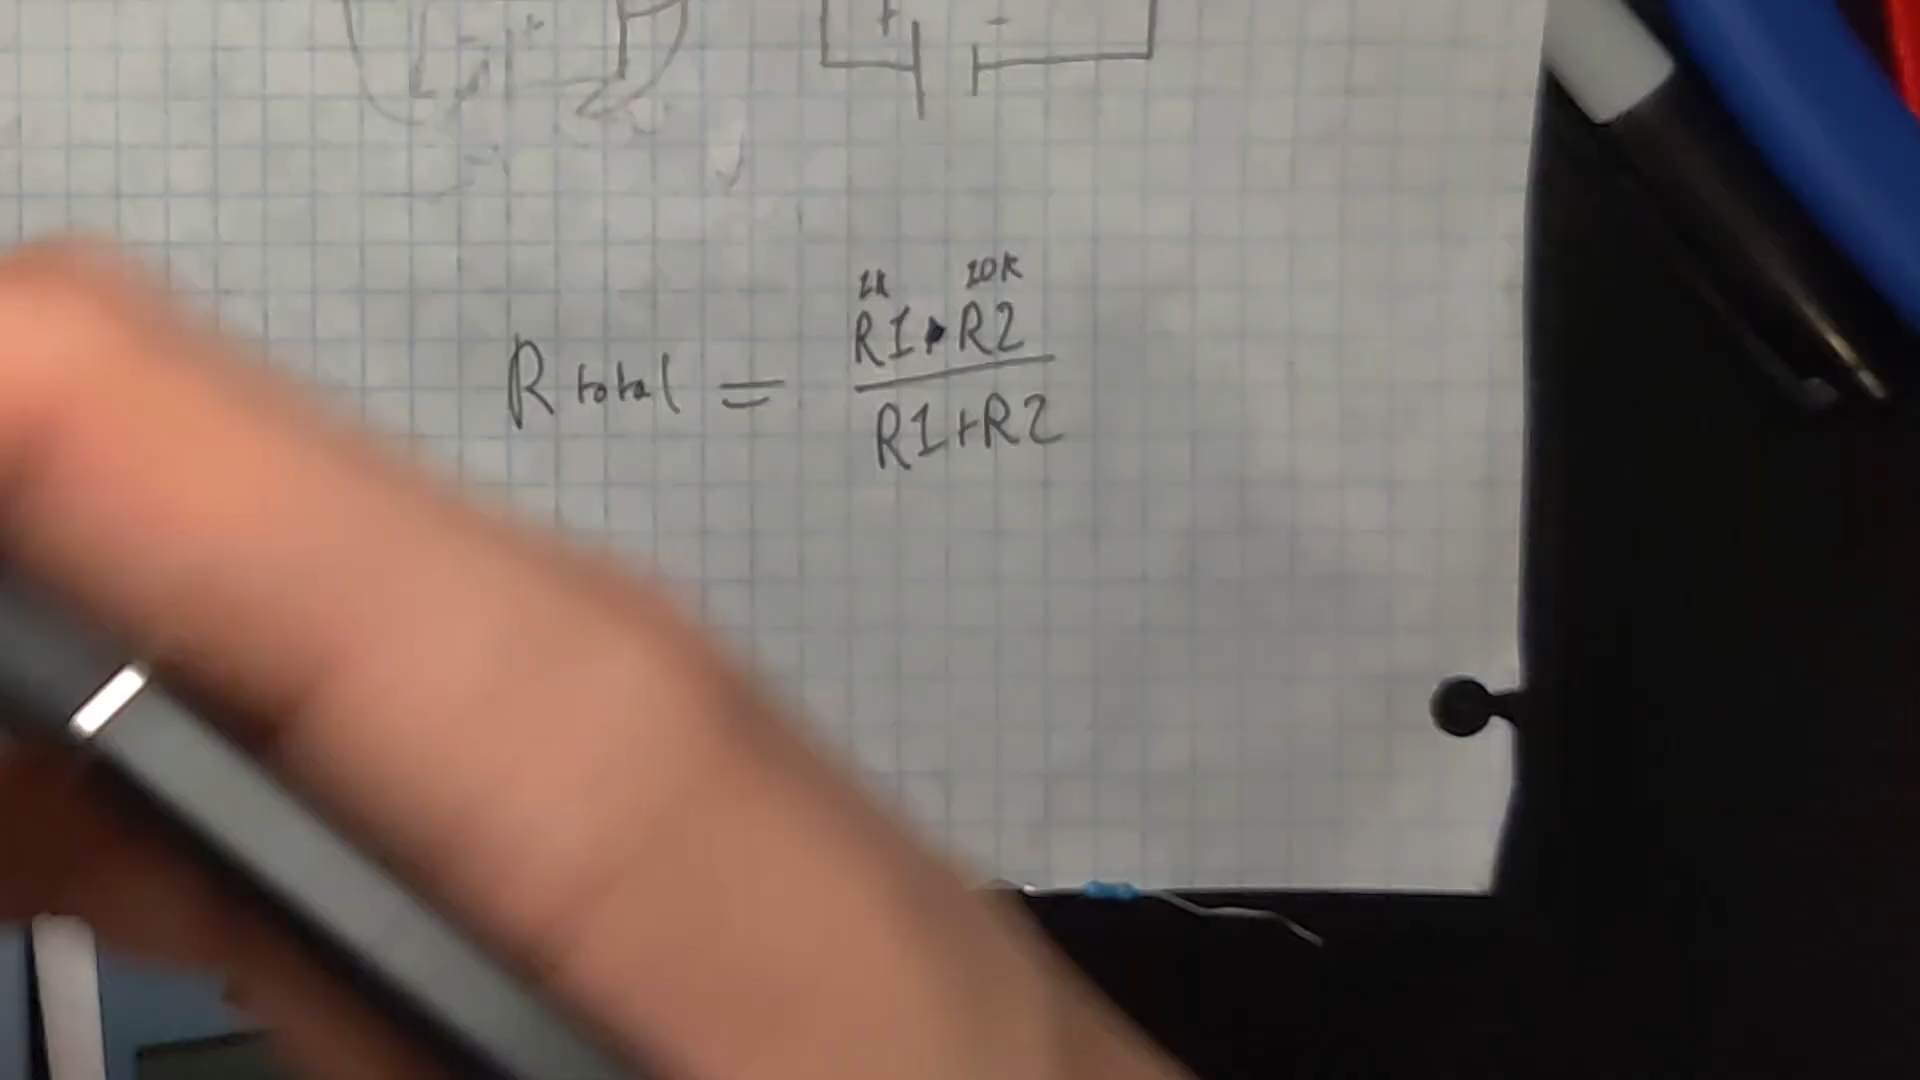 + -
+
1k 10k
R1 • R2
R total =
R1+R2